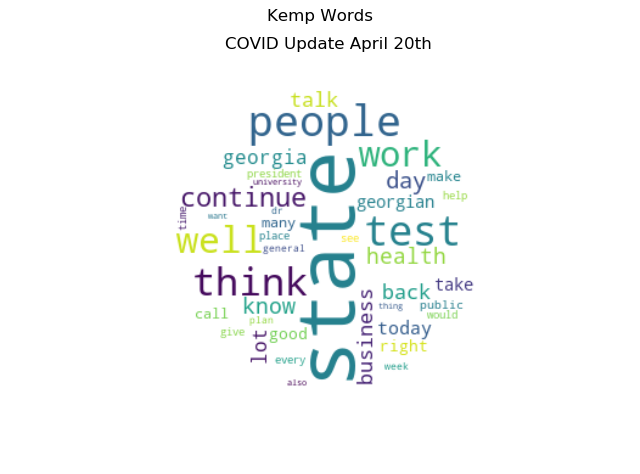 Kemp Words
COVID Update April 20th
talk
people
georgia
work
president
university
day
make
continue
help
georgian
time
want
dr
many
state
test
well
place
see
general
health
think
know
back
take
call
business
thing
public
would
give
plan
good
today
lot
right
every
week
also